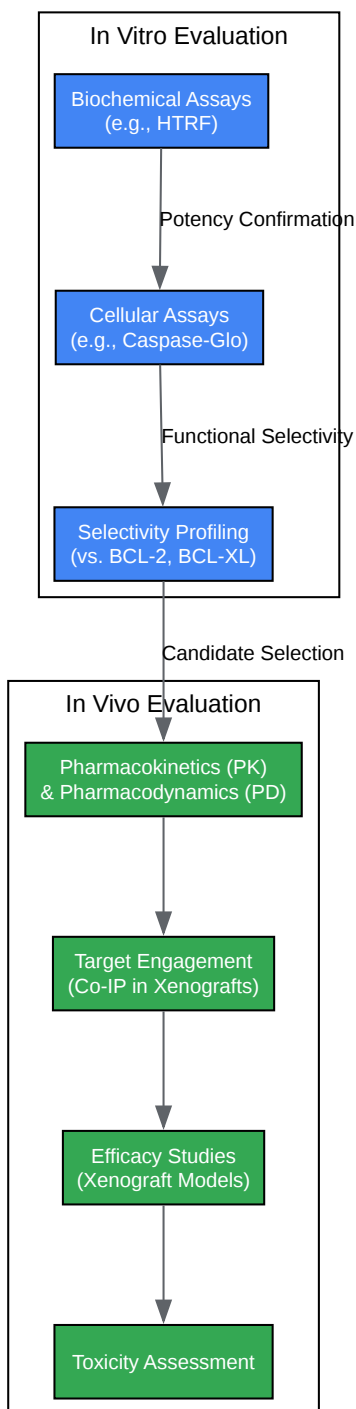 In Vitro Evaluation
Biochemical Assays
(e.g., HTRF)
Potency Confirmation
Cellular Assays
(e.g., Caspase-Glo)
Functional Selectivity
Selectivity Profiling
(vs. BCL-2, BCL-XL)
Candidate Selection
In Vivo Evaluation
Pharmacokinetics (PK)
& Pharmacodynamics (PD)
Target Engagement
(Co-IP in Xenografts)
Efficacy Studies
(Xenograft Models)
Toxicity Assessment